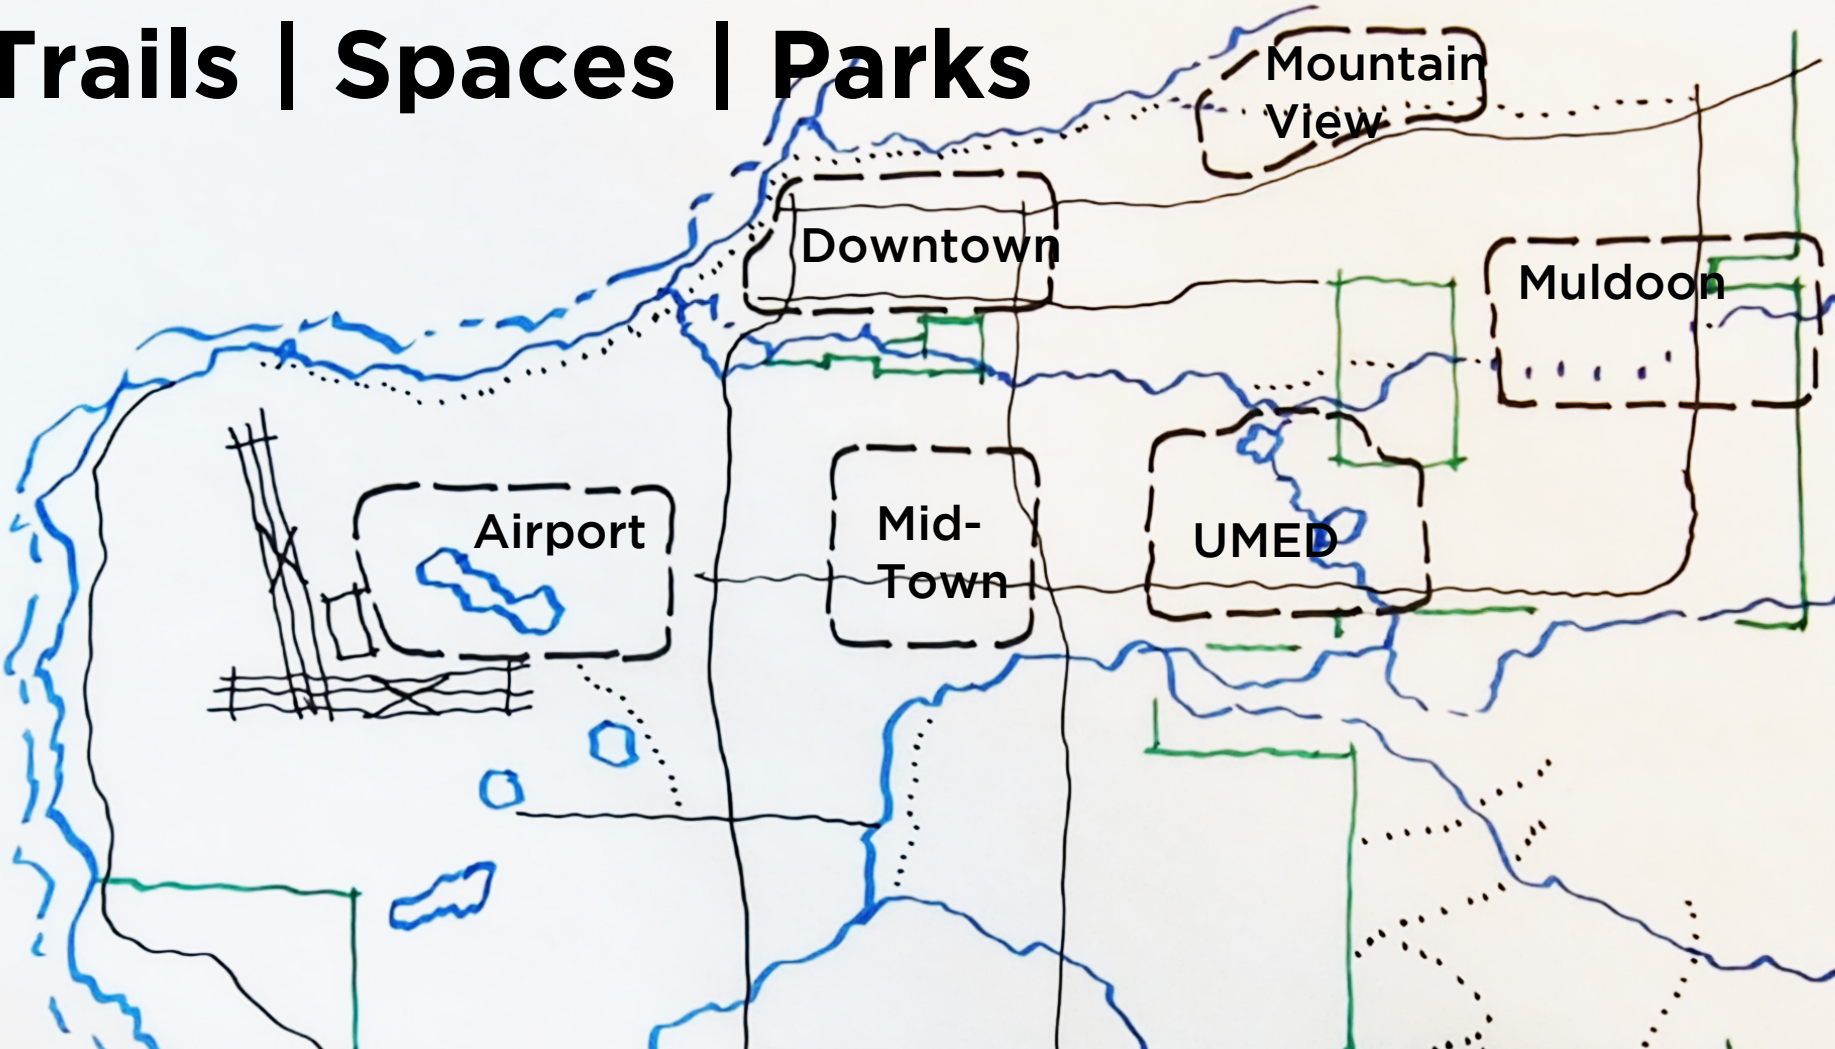 Trails | Spaces | Parks
Mountain
View
Downtown
Muldoon
Airport
Mid-
Town
UMED